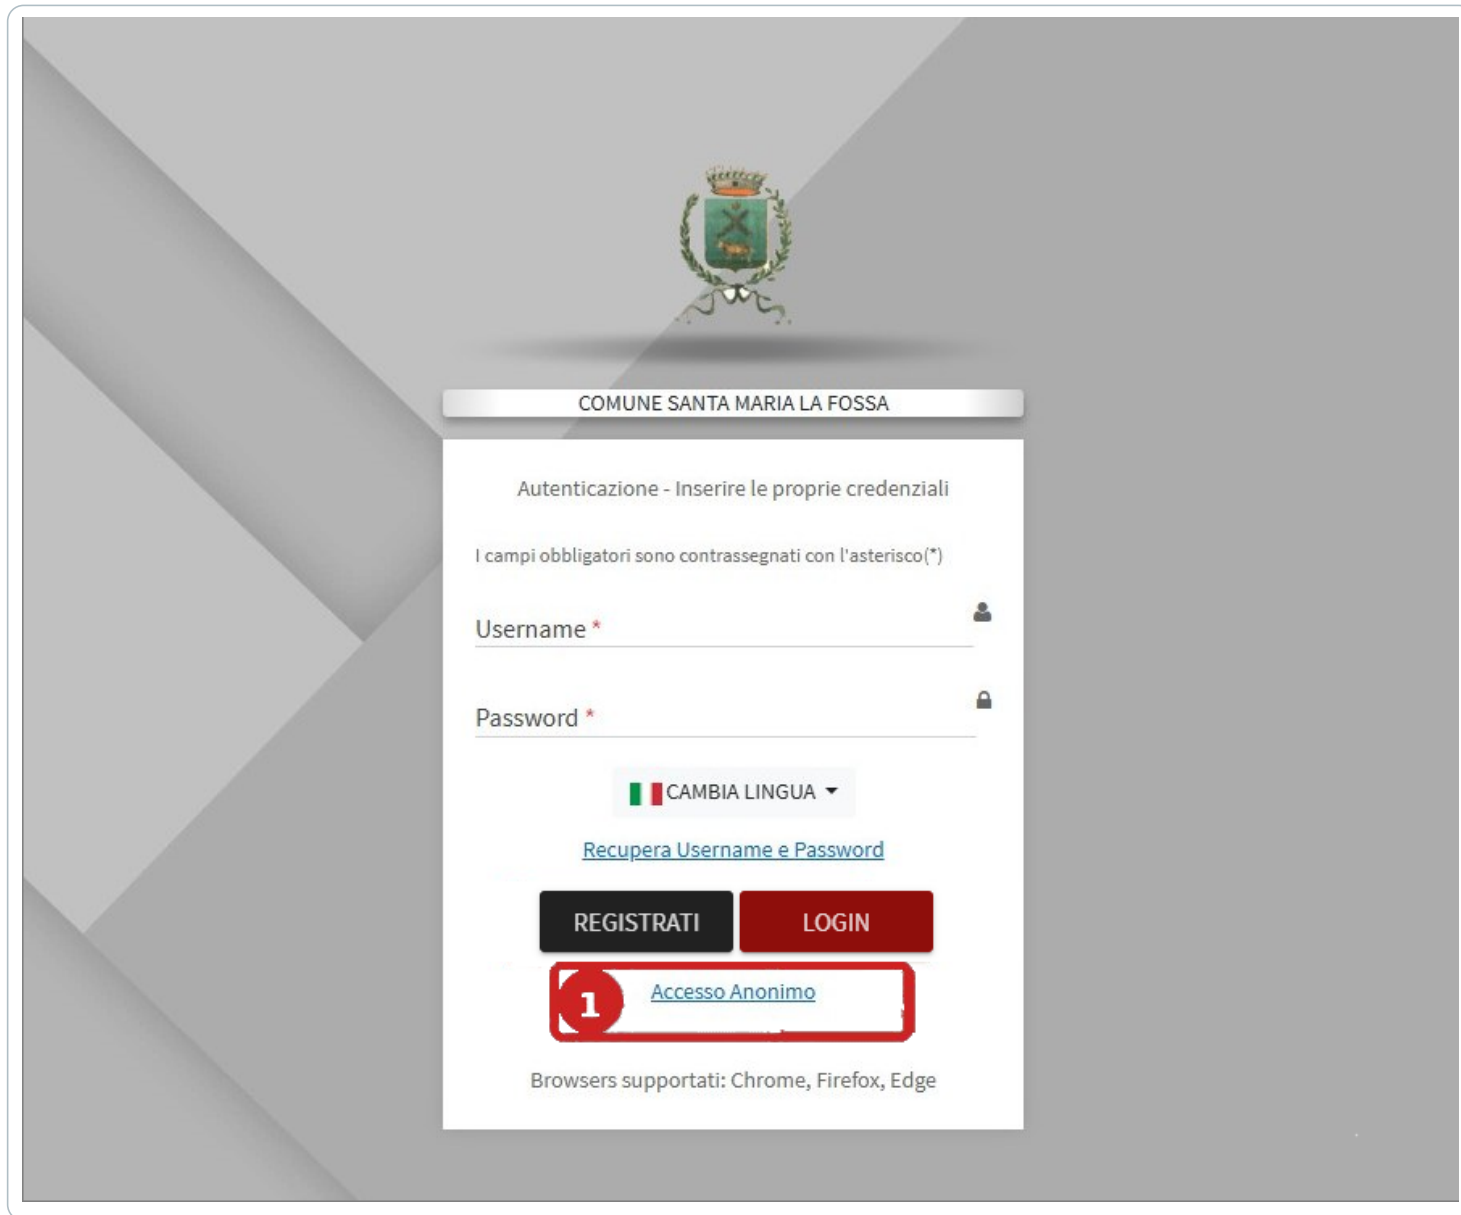 COMUNE SANTA MARIA LA FOSSA
Autenticazione - Inserire le proprie credenziali
I campi obbligatori sono contrassegnati con l'asterisco(*)
Username *
Password *
CAMBIA LINGUA
Recupera Username e Password
REGISTRATI LOGIN
1 Accesso Anonimo
Browsers supportati: Chrome, Firefox, Edge